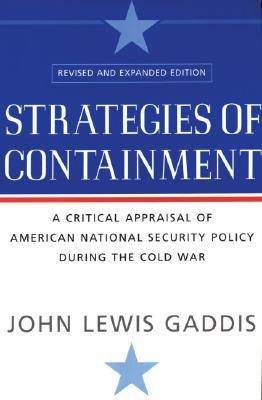 REVISED AND EXPANDED EDITION
STRATEGIES OF
CONTAINMENT
A CRITICAL APPRAISAL OF
AMERICAN NATIONAL SECURITY POLICY
DURING THE COLD WAR
JOHN LEWIS GADDIS